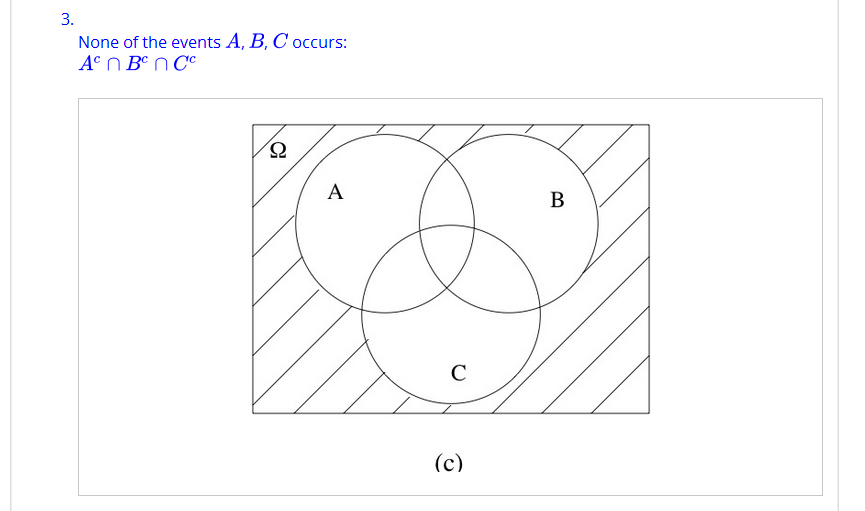 3.
None of the events A, B, C occurs:
Aᶜ ∩ Bᶜ ∩ Cᶜ
Ω
A
B
C
(c)